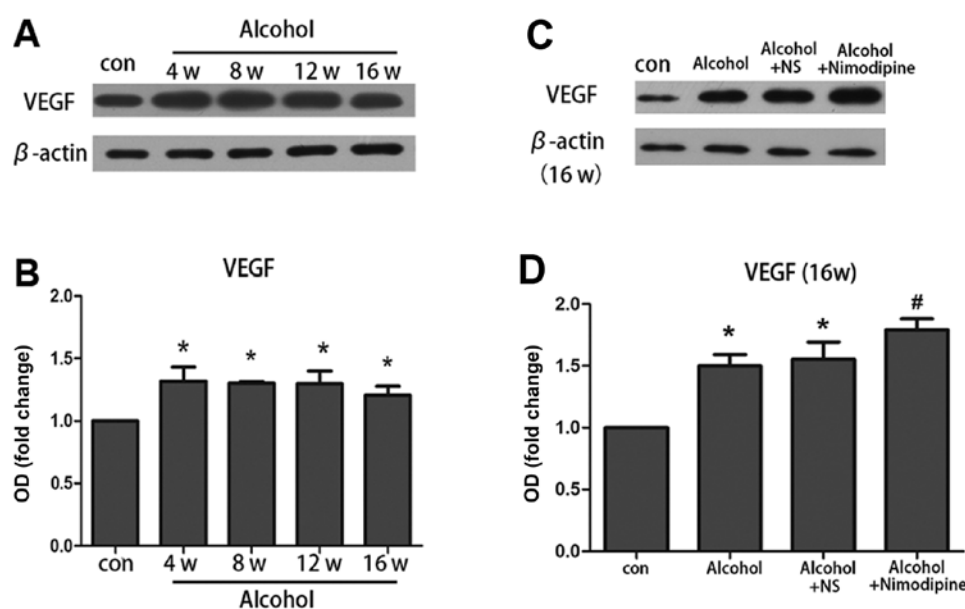 A
Alcohol
con 4 w 8 w 12 w 16 w
VEGF
β-actin
B
VEGF
OD (fold change)
2.0
1.5
1.0
0.5
0.0
* * * *
con 4 w 8 w 12 w 16 w
Alcohol
C
con Alcohol Alcohol +NS Alcohol +Nimodipine
VEGF
β-actin
(16 w)
D
VEGF (16w)
OD (fold change)
2.0
1.5
1.0
0.5
0.0
* * #
con Alcohol Alcohol +NS Alcohol +Nimodipine